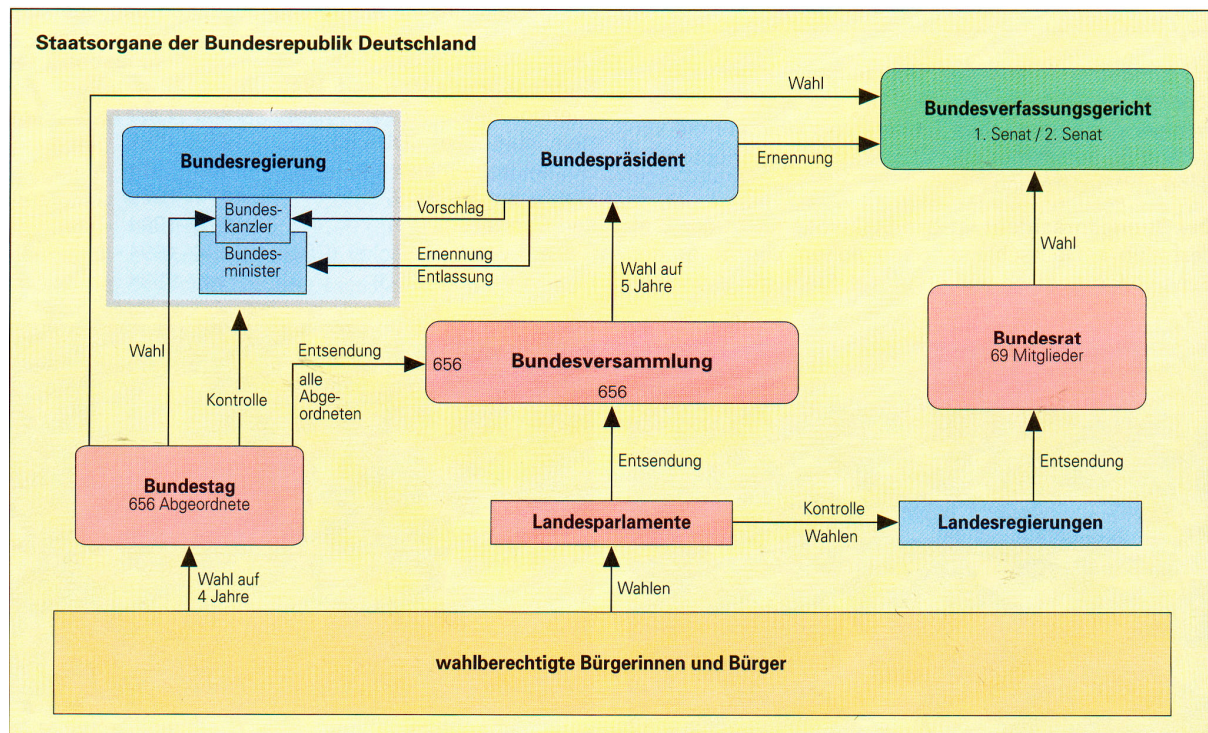 Staatsorgane der Bundesrepublik Deutschland
Wahl
Bundesverfassungsgericht
1. Senat / 2. Senat
Bundesregierung
Bundespräsident
Ernennung
Bundes-
kanzler
Vorschlag
Bundes-
minister
Ernennung
Entlassung
Wahl auf
5 Jahre
Wahl
Bundesrat
69 Mitglieder
Wahl
Kontrolle
Entsendung
alle
Abge-
ordneten
656
Bundesversammlung
656
Bundestag
656 Abgeordnete
Entsendung
Entsendung
Landesparlamente
Kontrolle
Wahlen
Landesregierungen
Wahl auf
4 Jahre
Wahlen
wahlberechtigte Bürgerinnen und Bürger